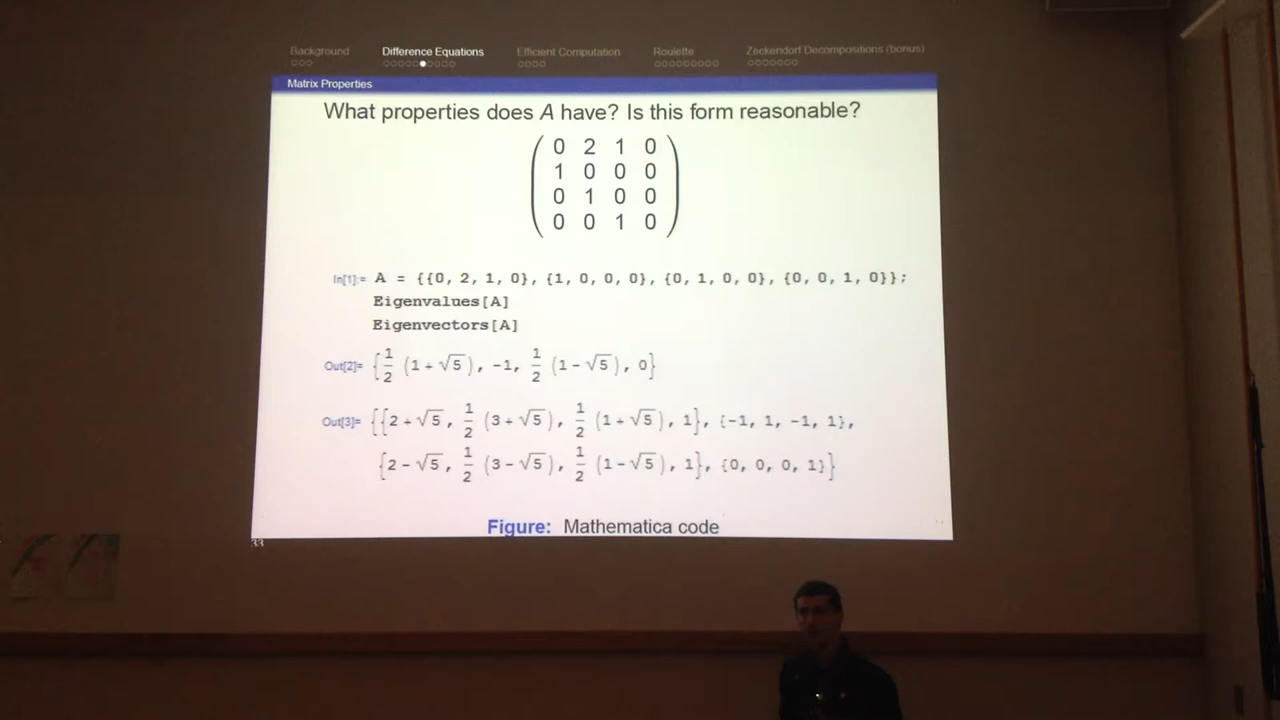 Background Difference Equations Efficient Computation Roulette Zeckendorf Decompositions (bonus)
Matrix Properties
What properties does A have? Is this form reasonable?
0 2 1 0
1 0 0 0
0 1 0 0
0 0 1 0
In[1]:= A = {{0, 2, 1, 0}, {1, 0, 0, 0}, {0, 1, 0, 0}, {0, 0, 1, 0}};
Eigenvalues[A]
Eigenvectors[A]
Out[2]= {1/2 (1+√5), -1, 1/2 (1-√5), 0}
Out[3]= {{2+√5, 1/2 (3+√5), 1/2 (1+√5), 1}, {-1, 1, -1, 1},
{2-√5, 1/2 (3-√5), 1/2 (1-√5), 1}, {0, 0, 0, 1}}
Figure: Mathematica code
33